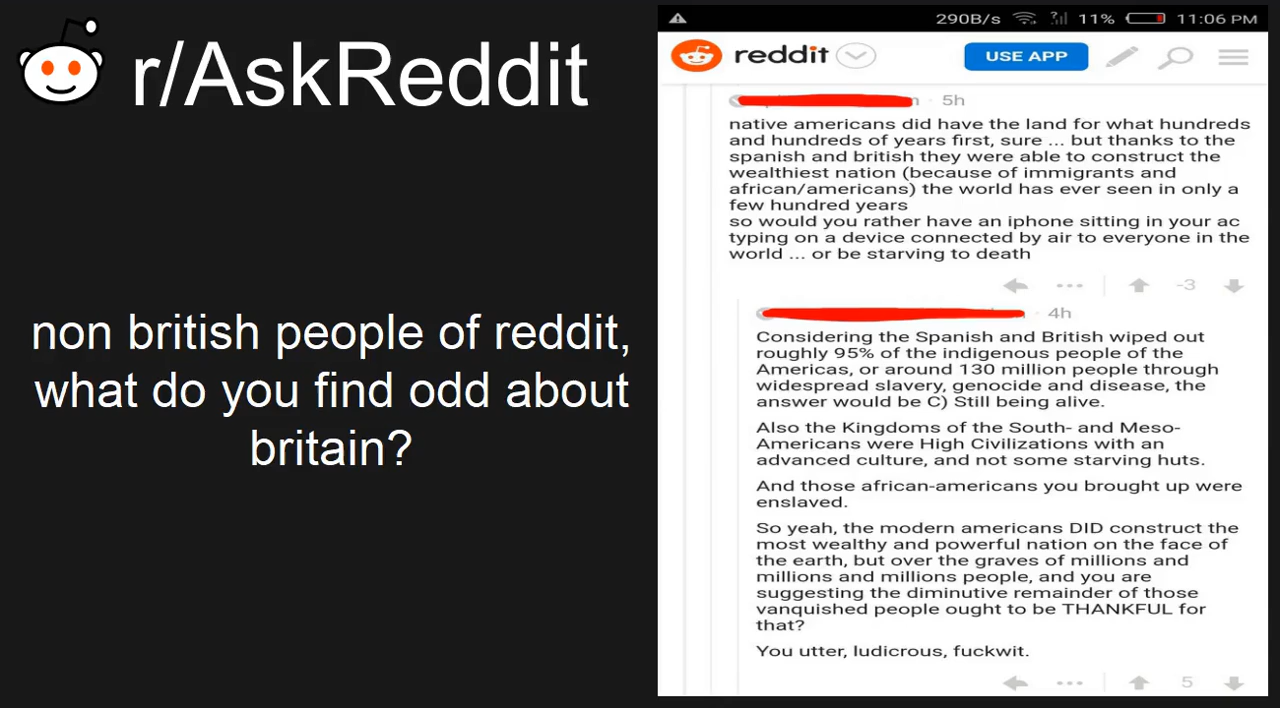 r/AskReddit
non british people of reddit,
what do you find odd about
britain?
290B/s 11% 11:06 PM
reddit USE APP
5h
native americans did have the land for what hundreds
and hundreds of years first, sure ... but thanks to the
spanish and british they were able to construct the
wealthiest nation (because of immigrants and
african/americans) the world has ever seen in only a
few hundred years
so would you rather have an iphone sitting in your ac
typing on a device connected by air to everyone in the
world ... or be starving to death
-3
4h
Considering the Spanish and British wiped out
roughly 95% of the indigenous people of the
Americas, or around 130 million people through
widespread slavery, genocide and disease, the
answer would be C) Still being alive.
Also the Kingdoms of the South- and Meso-
Americans were High Civilizations with an
advanced culture, and not some starving huts.
And those african-americans you brought up were
enslaved.
So yeah, the modern americans DID construct the
most wealthy and powerful nation on the face of
the earth, but over the graves of millions and
millions and millions people, and you are
suggesting the diminutive remainder of those
vanquished people ought to be THANKFUL for
that?
You utter, ludicrous, fuckwit.
5